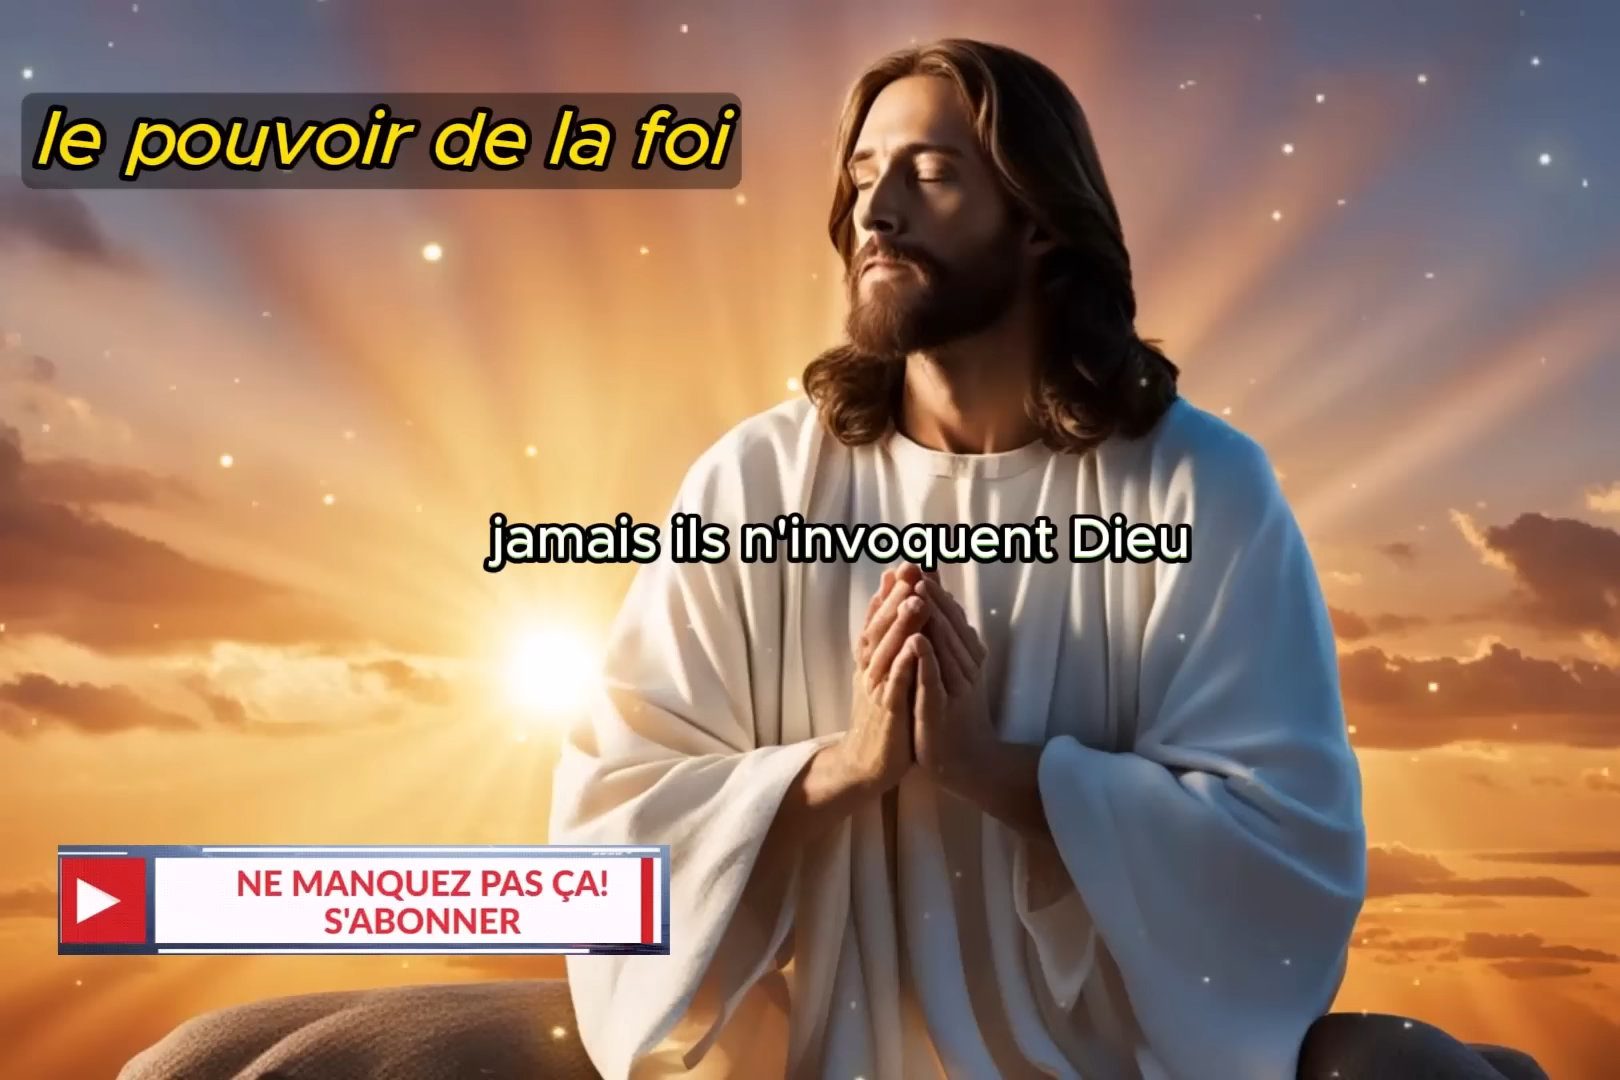 le pouvoir de la foi
jamais ils n'invoquent Dieu
NE MANQUEZ PAS ÇA!
S'ABONNER